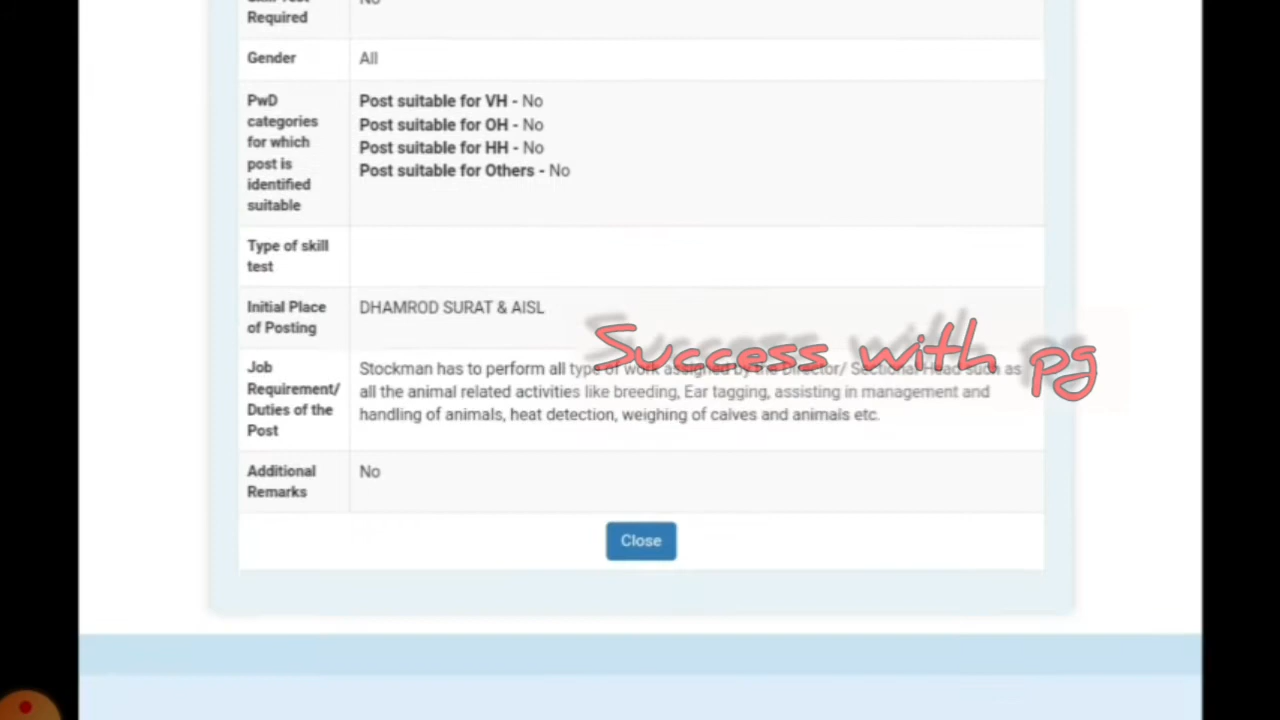 Required
No
Gender
All
PwD
categories
for which
post is
identified
suitable
Post suitable for VH - No
Post suitable for OH - No
Post suitable for HH - No
Post suitable for Others - No
Type of skill
test
Initial Place
of Posting
DHAMROD SURAT & AISL
Success with pg
Job
Requirement/
Duties of the
Post
Stockman has to perform all type of work assigned by the Director/ Sectional Head such as
all the animal related activities like breeding, Ear tagging, assisting in management and
handling of animals, heat detection, weighing of calves and animals etc.
Additional
Remarks
No
Close